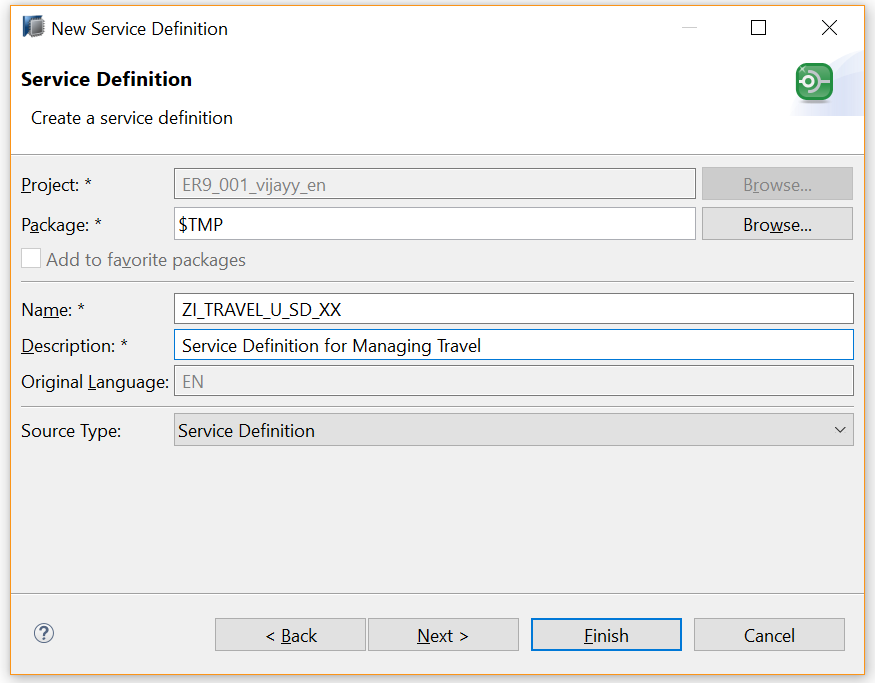 New Service Definition
Service Definition
Create a service definition
Project: * ER9_001_vijayy_en Browse...
Package: * $TMP Browse...
Add to favorite packages
Name: * ZI_TRAVEL_U_SD_XX
Description: * Service Definition for Managing Travel
Original Language: EN
Source Type: Service Definition
? < Back Next > Finish Cancel